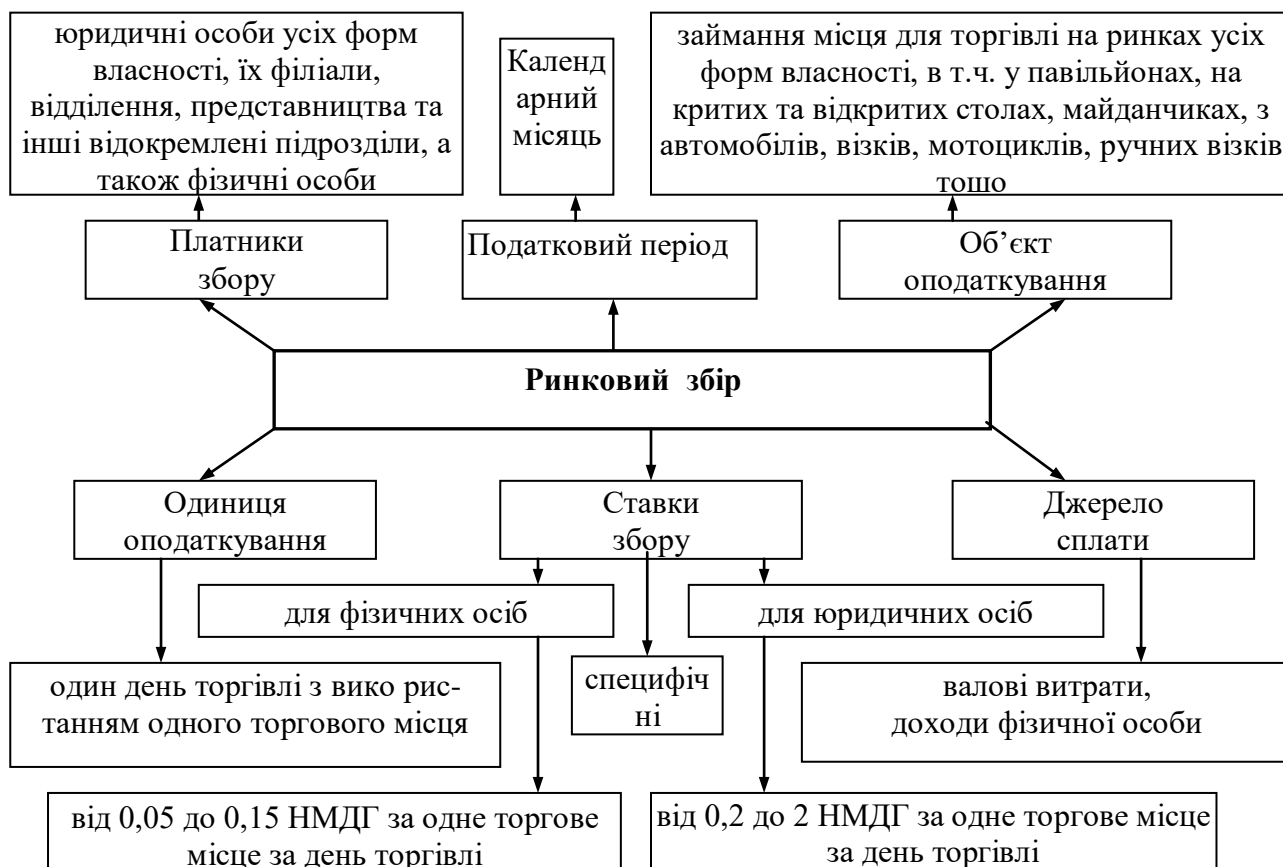 юридичні особи усіх форм
власності, їх філіали,
відділення, представництва та
інші відокремлені підрозділи, а
також фізичні особи
Календ
арний
місяць
займання місця для торгівлі на ринках усіх
форм власності, в т.ч. у павільйонах, на
критих та відкритих столах, майданчиках, з
автомобілів, візків, мотоциклів, ручних візків
тошо
Платники
збору
Податковий період
Об’єкт
оподаткування
Ринковий збір
Одиниця
оподаткування
Ставки
збору
Джерело
сплати
для фізичних осіб
для юридичних осіб
один день торгівлі з вико рис-
танням одного торгового місця
специфіч
ні
валові витрати,
доходи фізичної особи
від 0,05 до 0,15 НМДГ за одне торгове
місце за день торгівлі
від 0,2 до 2 НМДГ за одне торгове місце
за день торгівлі